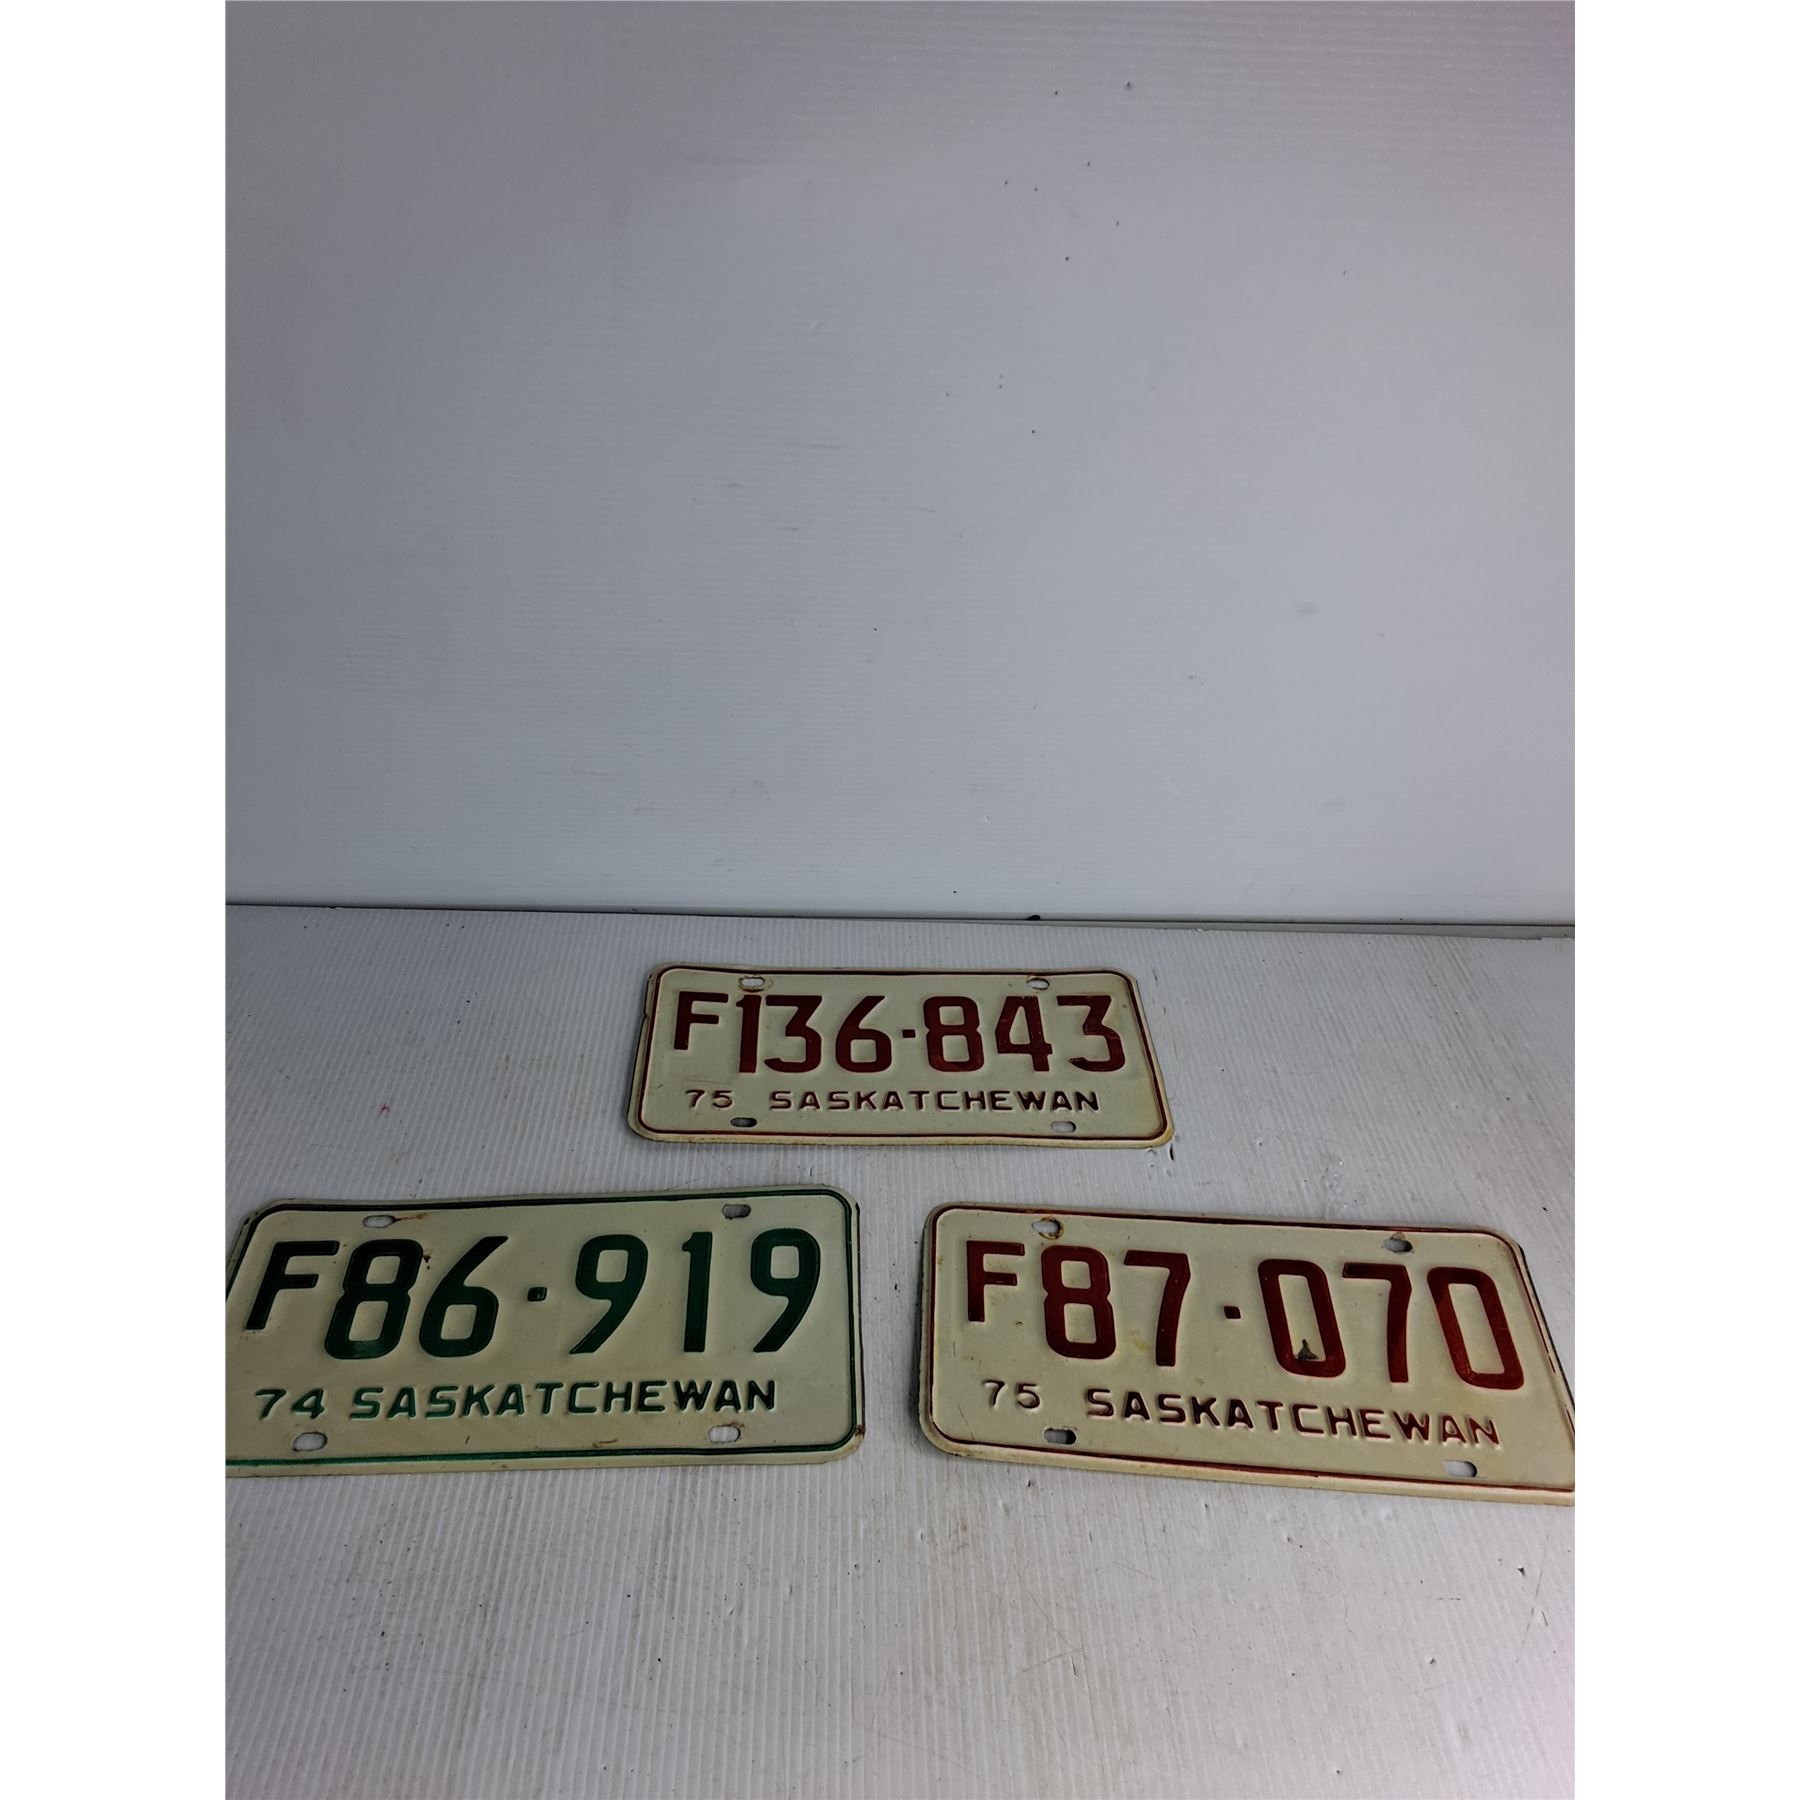 F136-843
75 SASKATCHEWAN
F86-919
74 SASKATCHEWAN
F87-070
75 SASKATCHEWAN